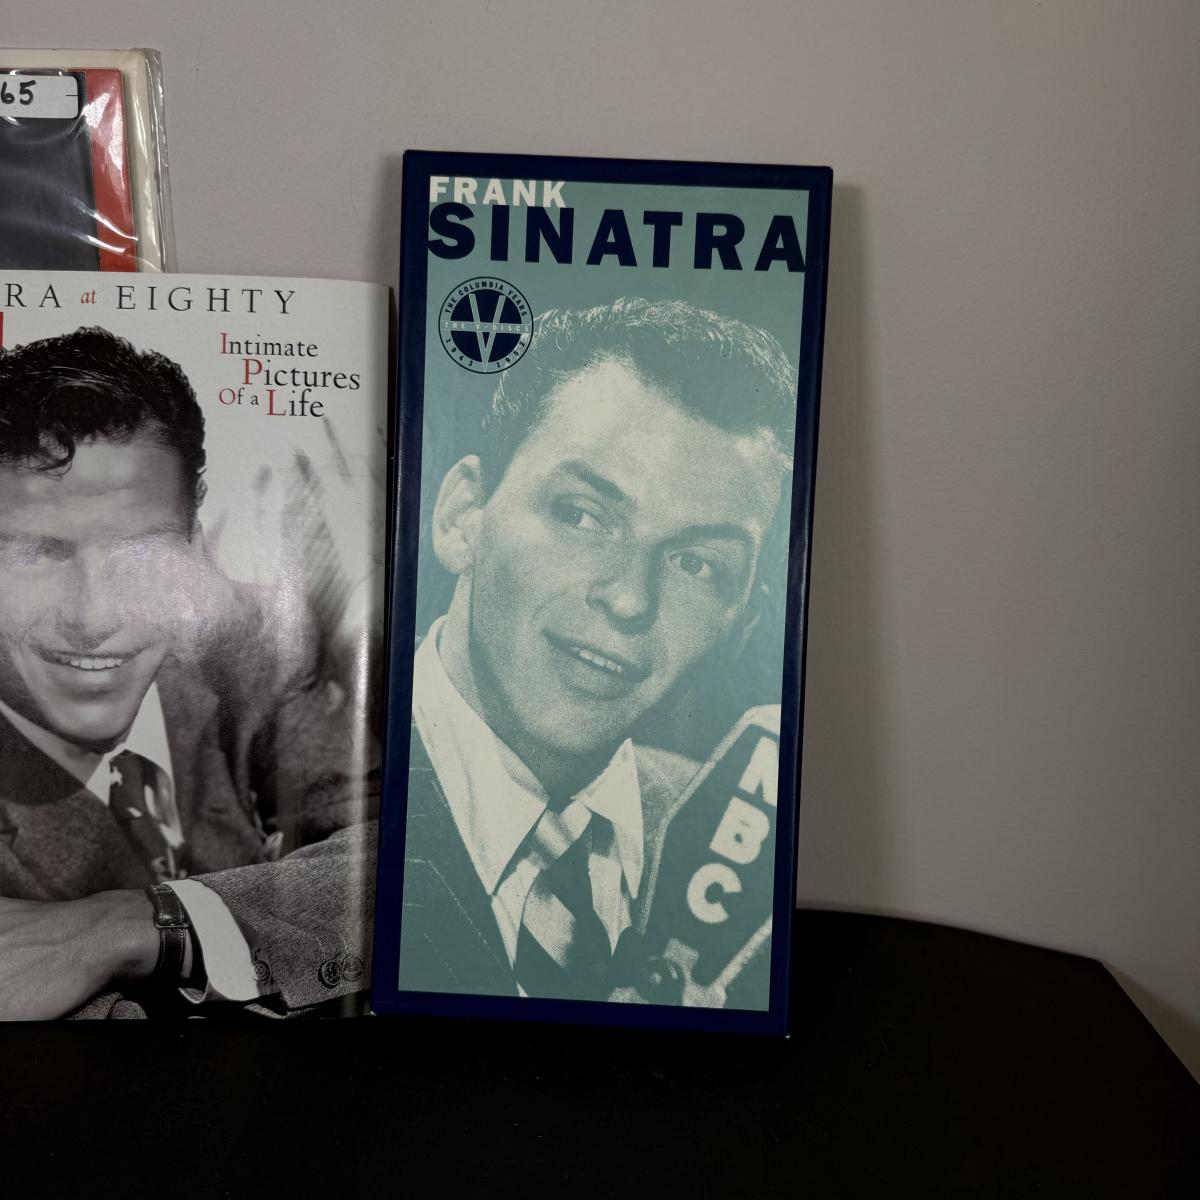 65
RA at EIGHTY
Intimate
Pictures
Of a Life
FRANK
SINATRA
THE COLUMBIA YEARS
THE V-DISCS
1943 1952
NBC